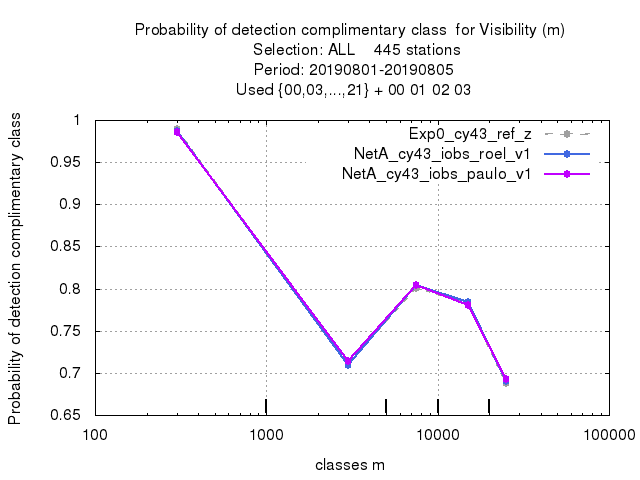 Probability of detection complimentary class  for Visibility (m)
Selection: ALL    445 stations
Period: 20190801-20190805
Used {00,03,...,21} + 00 01 02 03
Probability of detection complimentary class
Exp0_cy43_ref_z
NetA_cy43_iobs_roel_v1
NetA_cy43_iobs_paulo_v1
1
0.95
0.9
0.85
0.8
0.75
0.7
0.65
100 1000 10000 100000
classes m